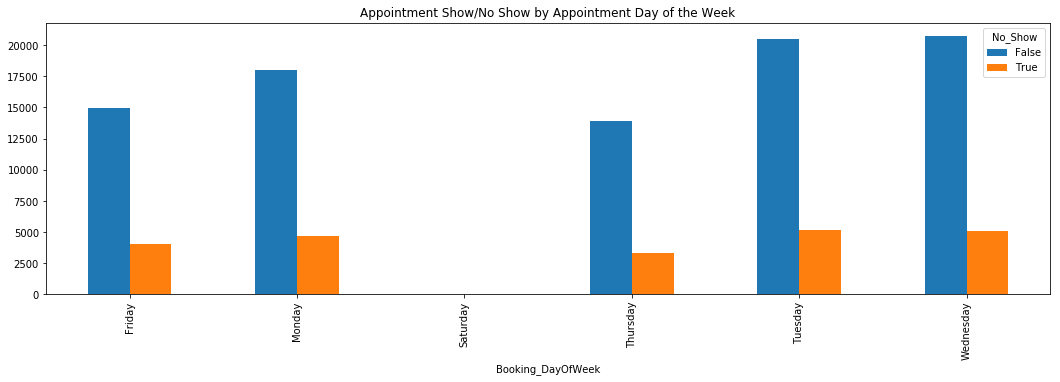 Appointment Show/No Show by Appointment Day of the Week
No_Show
False
True
20000
17500
15000
12500
10000
7500
5000
2500
0
Friday
Monday
Saturday
Thursday
Tuesday
Wednesday
Booking_DayOfWeek